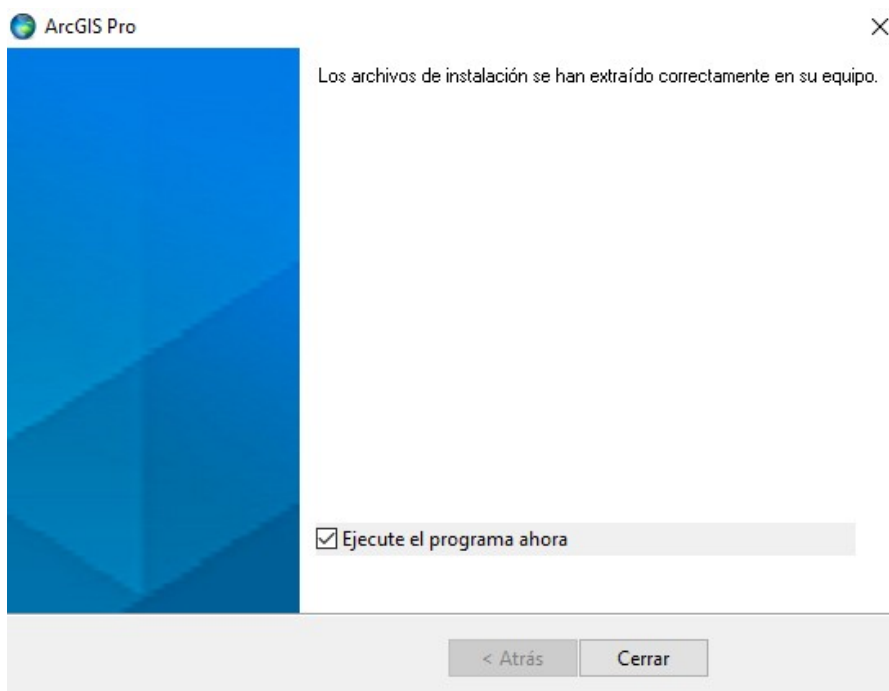 ArcGIS Pro
Los archivos de instalación se han extraído correctamente en su equipo.
Ejecute el programa ahora
< Atrás
Cerrar